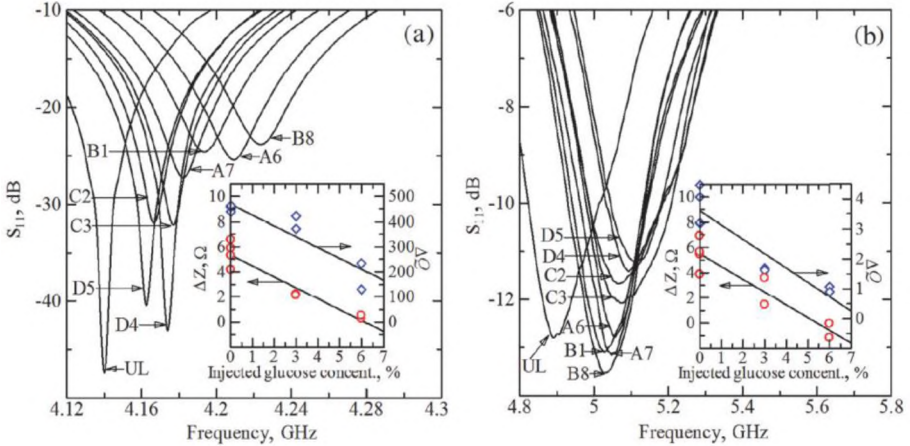 (a)
S₁₁, dB
-10
-20
-30
-40
B1
B8
A6
A7
C2
C3
D5
D4
UL
4.12
4.16
4.2
4.24
4.28
4.3
Frequency, GHz
ΔZ, Ω
10
8
6
4
2
0
500
400
300
200
100
0
0 1 2 3 4 5 6 7
Injected glucose concent., %
(b)
-6
-8
-10
-12
D5
D4
C2
C3
A6
B1
A7
B8
UL
4.8
5
5.2
5.4
5.6
5.8
Frequency, GHz
ΔZ, Ω
10
8
6
4
2
0
4
3
2
1
0
0 1 2 3 4 5 6 7
Injected glucose concent., %